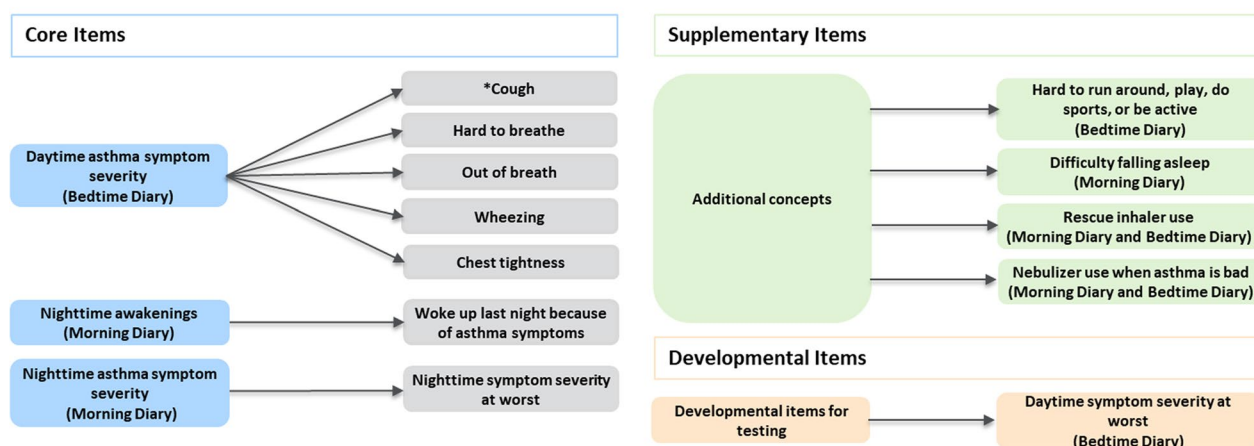 Core Items
Daytime asthma symptom
severity
(Bedtime Diary)
*Cough
Hard to breathe
Out of breath
Wheezing
Chest tightness
Nighttime awakenings
(Morning Diary)
Woke up last night because
of asthma symptoms
Nighttime asthma symptom
severity
(Morning Diary)
Nighttime symptom severity
at worst
Supplementary Items
Additional concepts
Hard to run around, play, do
sports, or be active
(Bedtime Diary)
Difficulty falling asleep
(Morning Diary)
Rescue inhaler use
(Morning Diary and Bedtime Diary)
Nebulizer use when asthma is bad
(Morning Diary and Bedtime Diary)
Developmental Items
Developmental items for
testing
Daytime symptom severity at
worst
(Bedtime Diary)